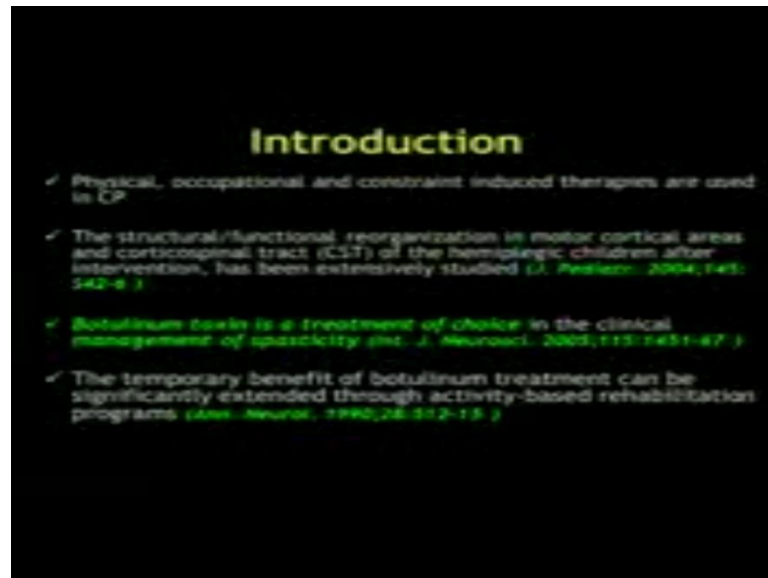 Introduction
✓ Physical, occupational and constraint induced therapies are used
in CP
✓ The structural/functional reorganization in motor cortical areas
and corticospinal tract (CST) of the hemiplegic children after
intervention, has been extensively studied (J. Pediatr. 2004,145:
S42-6 )
✓ Botulinum toxin is a treatment of choice in the clinical
management of spasticity (Int. J. Neurosci. 2005,115:1451-67 )
✓ The temporary benefit of botulinum treatment can be
significantly extended through activity-based rehabilitation
programs (Ann. Neurol. 1990,28:512-15 )